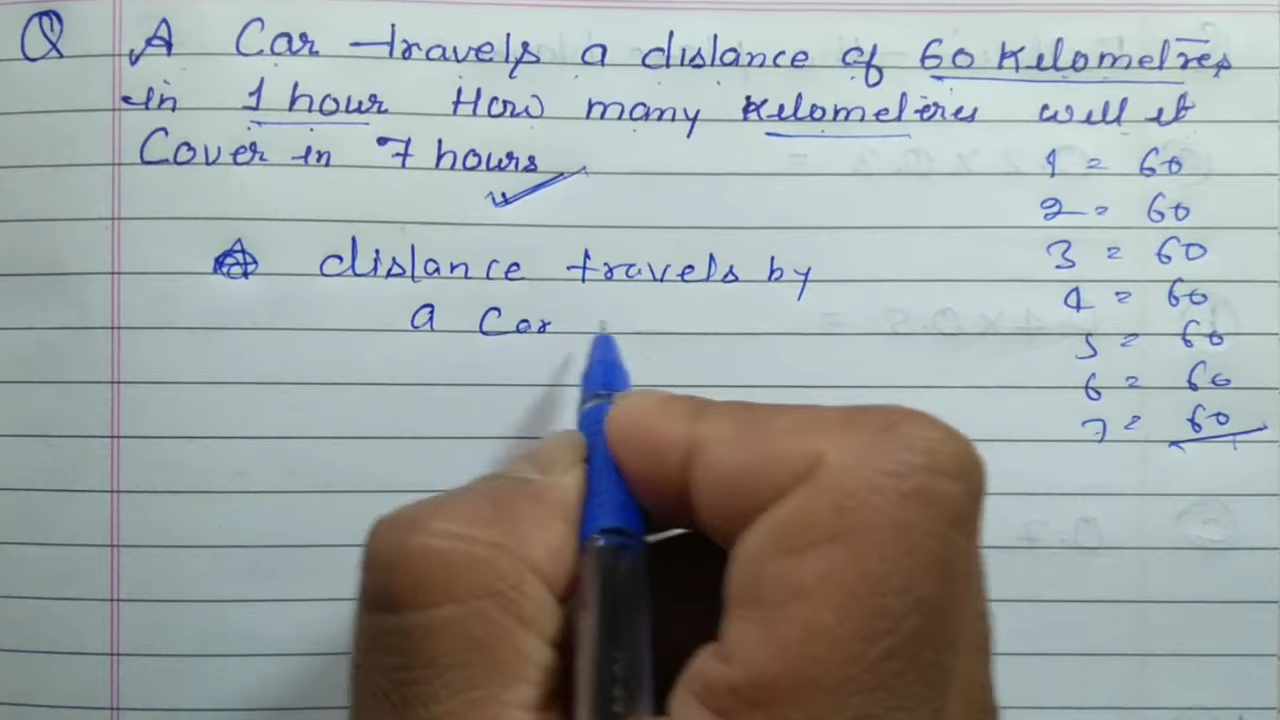 Q A Car travels a distance of 60 Kilometres
in 1 hour How many Kilometres will it
Cover in 7 hours
1 = 60
2 = 60
3 = 60
4 = 60
5 = 60
6 = 60
7 = 60
distance travels by
a Car